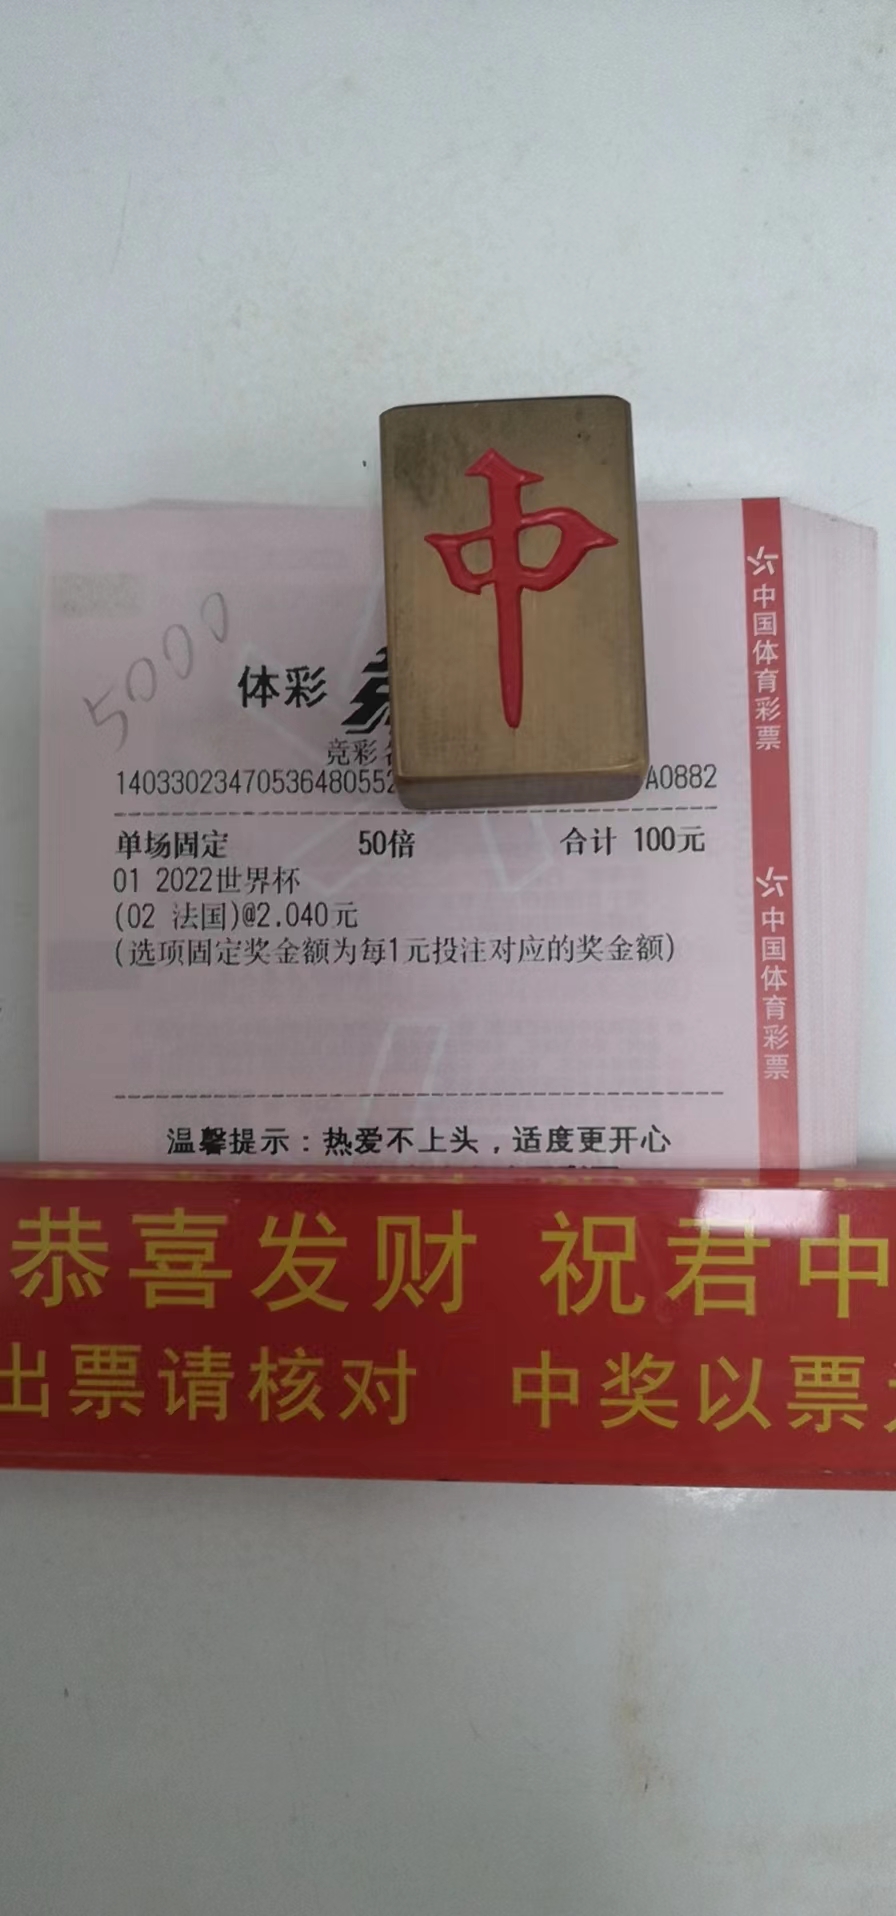 中
5000
体彩
竞彩
14033023470536480552
A0882
单场固定 50倍 合计 100元
01 2022世界杯
(02 法国)@2.040元
(选项固定奖金额为每1元投注对应的奖金额)
温馨提示：热爱不上头，适度更开心
中国体育彩票
中国体育彩票
恭喜发财 祝君中
出票请核对 中奖以票